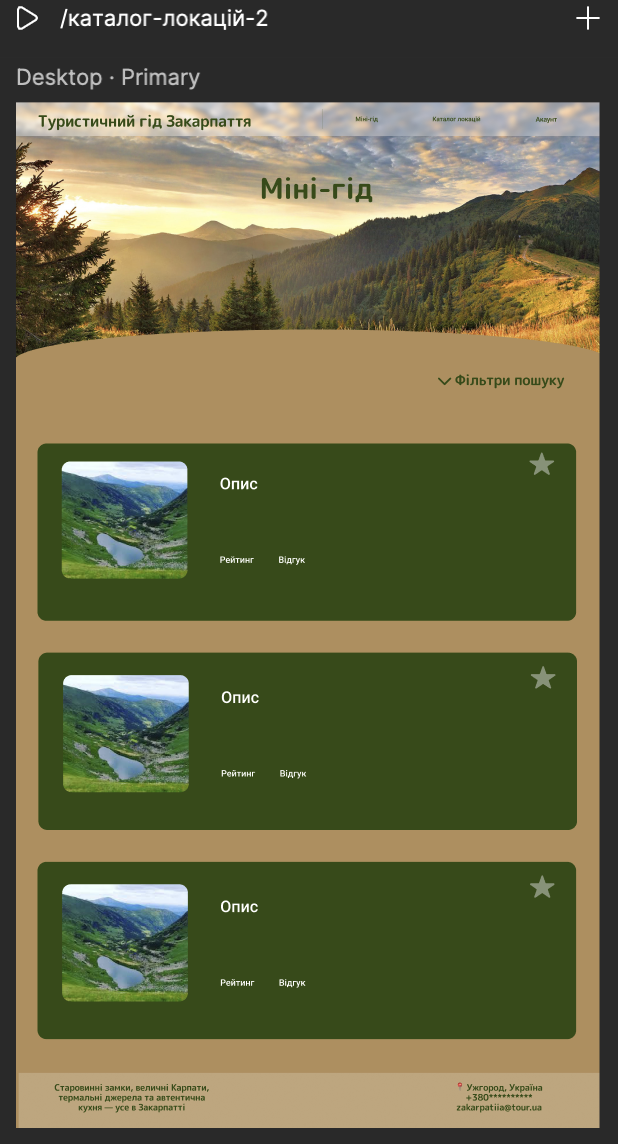 /каталог-локацій-2
Desktop · Primary
Туристичний гід Закарпаття
Міні-гід
Каталог локацій
Акаунт
Міні-гід
Фільтри пошуку
Опис
Рейтинг Відгук
Опис
Рейтинг Відгук
Опис
Рейтинг Відгук
Старовинні замки, величні Карпати,
термальні джерела та автентична
кухня — усе в Закарпатті
📍 Ужгород, Україна
+380**********
zakarpatiia@tour.ua